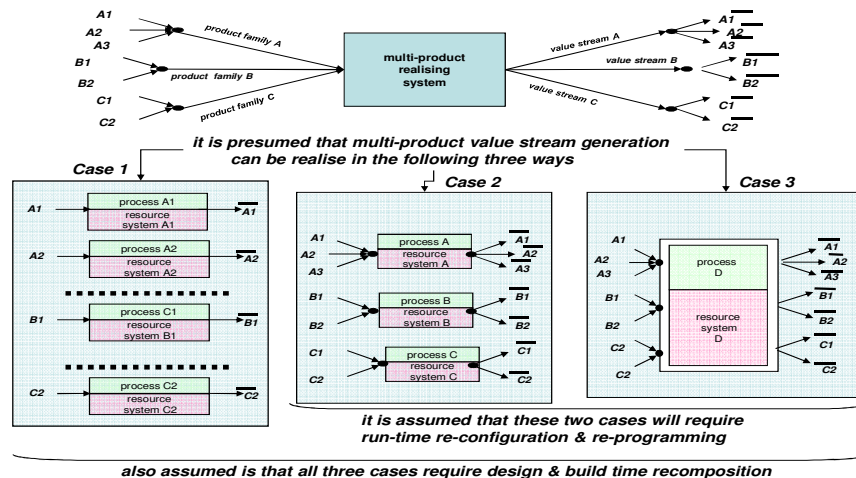 A1
A2
A3
product family A
B1
B2
product family B
C1
C2
product family C
multi-product
realising
system
value stream A
value stream B
value stream C
A1
A2
A3
B1
B2
C1
C2
it is presumed that multi-product value stream generation
can be realise in the following three ways
Case 1
A1
process A1
resource
system A1
A1
A2
process A2
resource
system A2
A2
B1
process C1
resource
system B1
B1
C2
process C2
resource
system C2
C2
Case 2
A1
A2
A3
process A
resource
system A
A1
A2
A3
B1
B2
process B
resource
system B
B1
B2
C1
C2
process C
resource
system C
C1
C2
Case 3
A1
A2
A3
B1
B2
C2
C2
process
D
resource
system
D
A1
A2
A3
B1
B2
C1
C2
it is assumed that these two cases will require
run-time re-configuration & re-programming
also assumed is that all three cases require design & build time recomposition